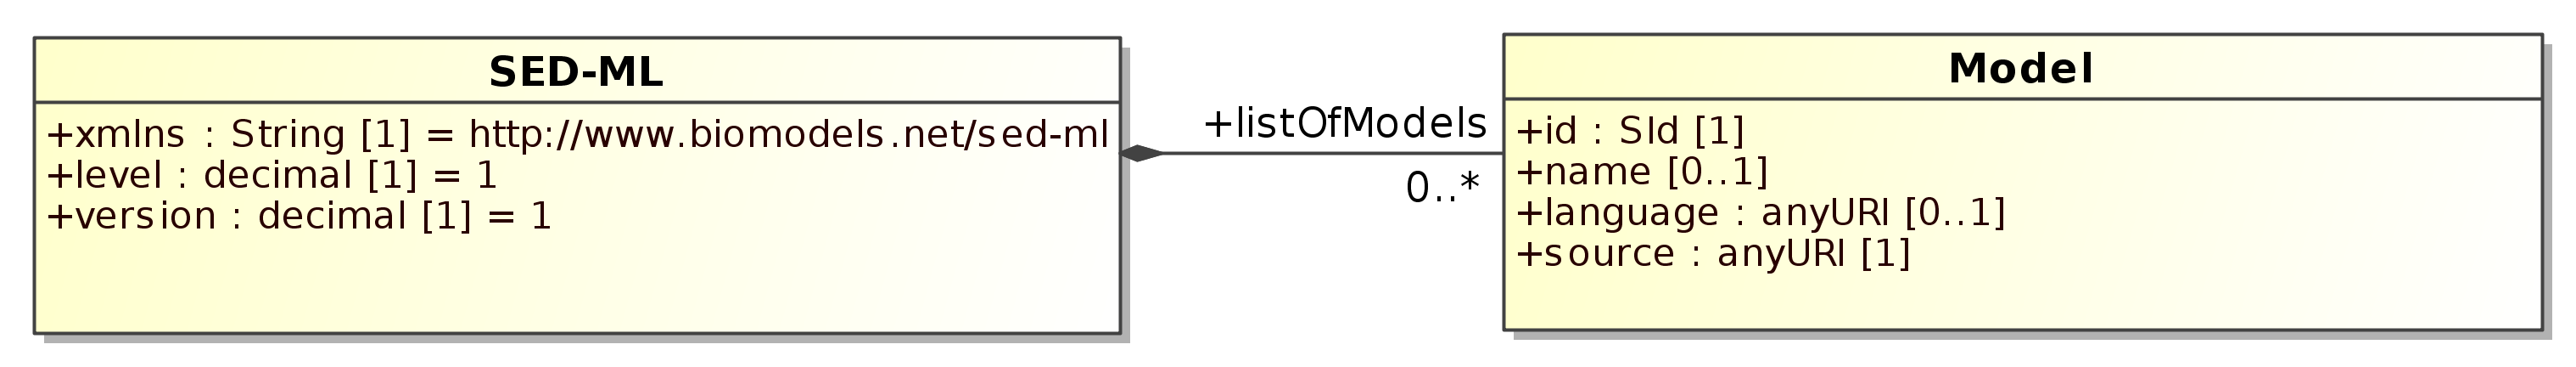 SED-ML
+xmlns : String [1] = http://www.biomodels.net/sed-ml
+level : decimal [1] = 1
+version : decimal [1] = 1
+listOfModels
0..*
Model
+id : SId [1]
+name [0..1]
+language : anyURI [0..1]
+source : anyURI [1]